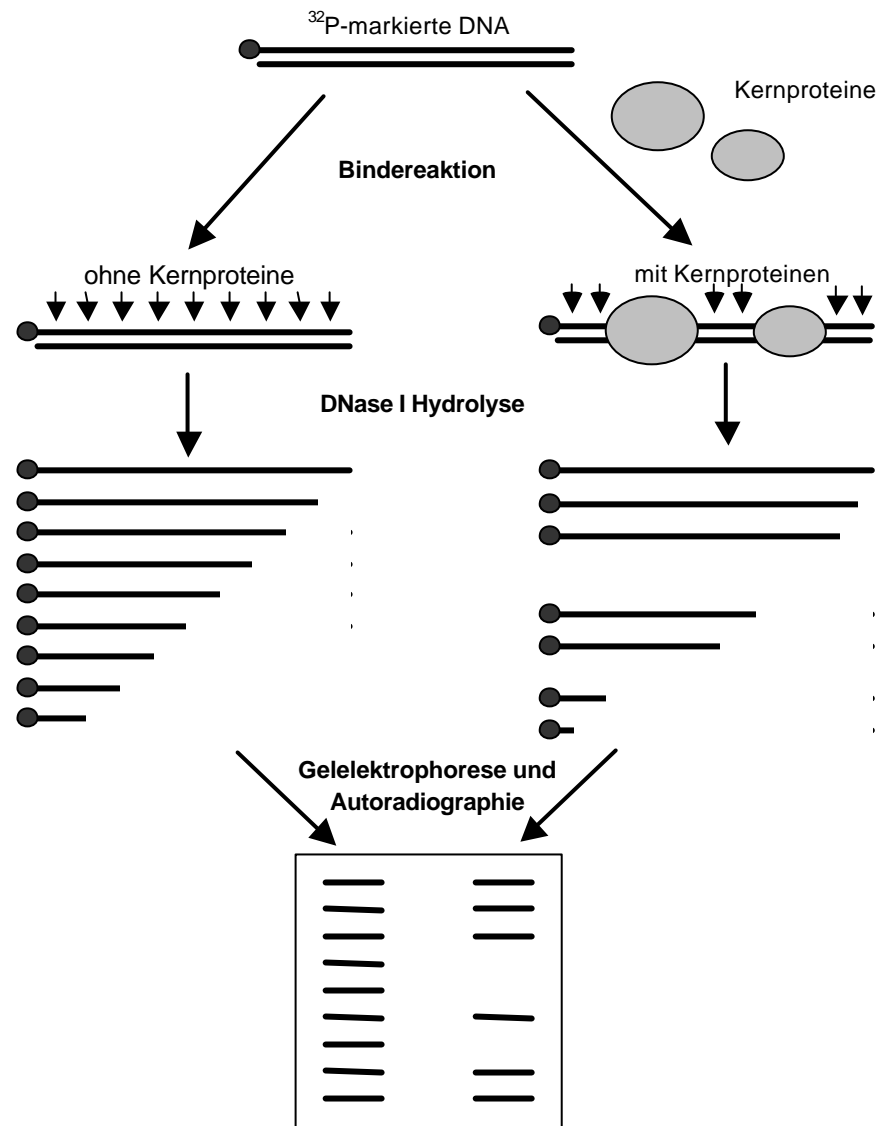 ³²P-markierte DNA
Kernproteine
Bindereaktion
ohne Kernproteine
mit Kernproteinen
DNase I Hydrolyse
Gelelektrophorese und
Autoradiographie